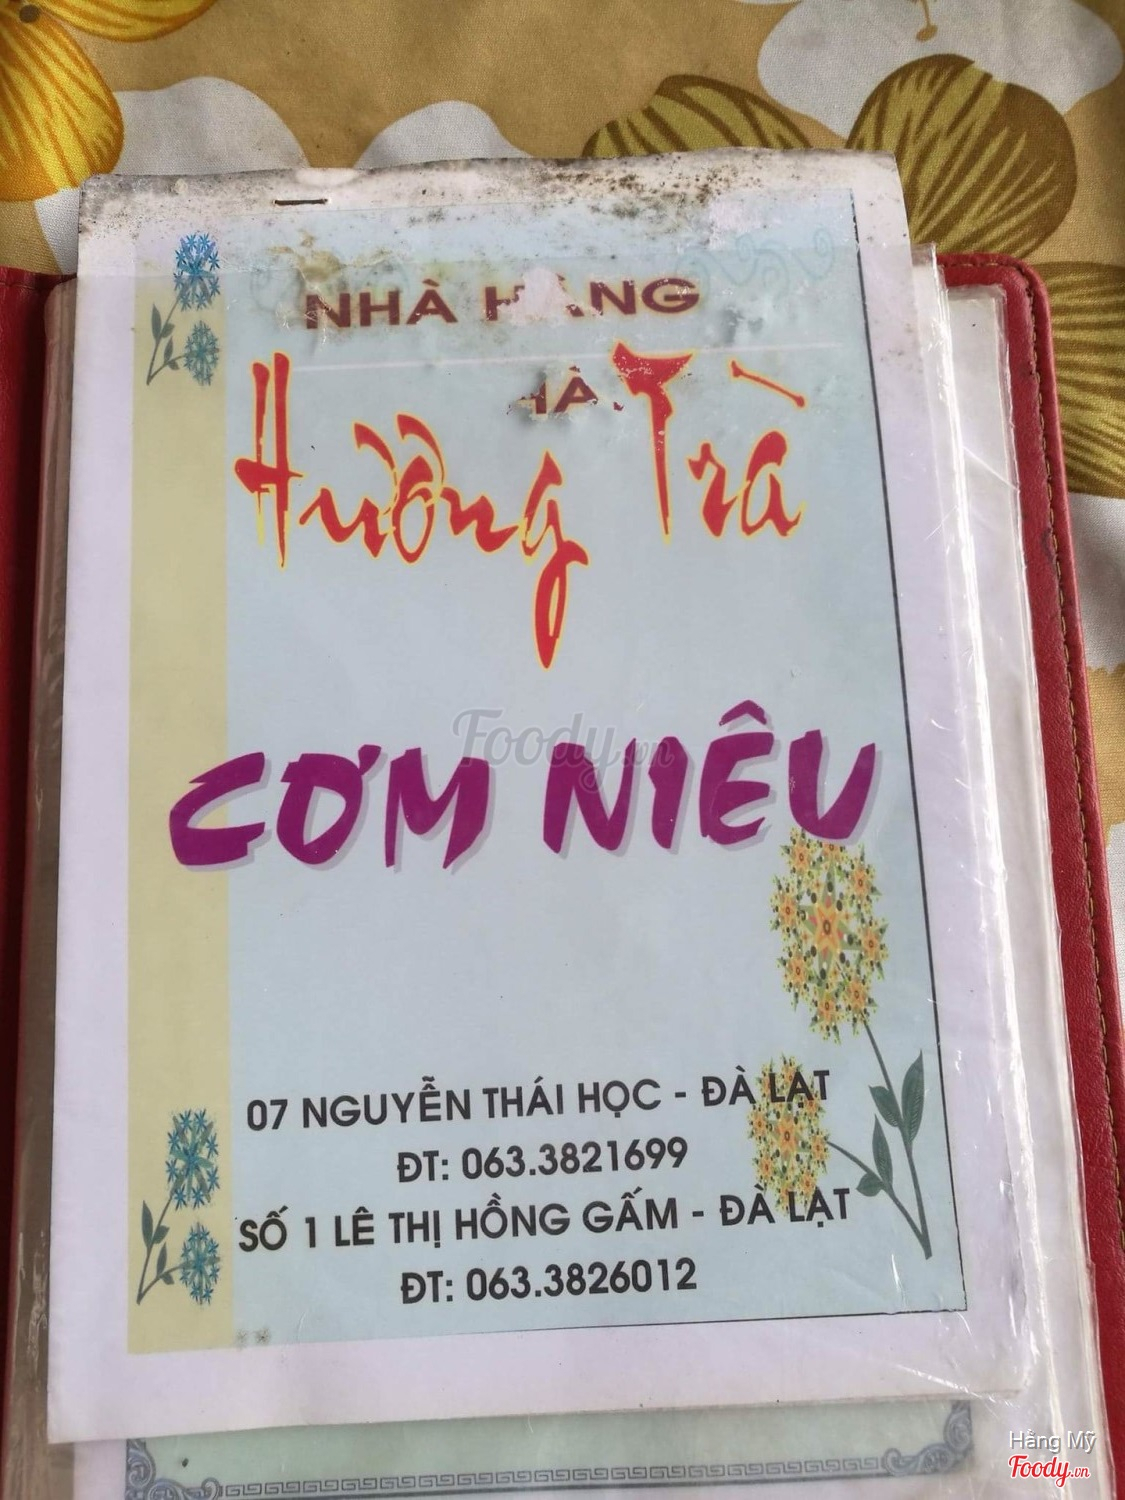 NHÀ HÀNG
Hương Trà
Foody.vn
CƠM NIÊU
07 NGUYỄN THÁI HỌC - ĐÀ LẠT
ĐT: 063.3821699
SỐ 1 LÊ THỊ HỒNG GẤM - ĐÀ LẠT
ĐT: 063.3826012
Hằng Mỹ
Foody.vn